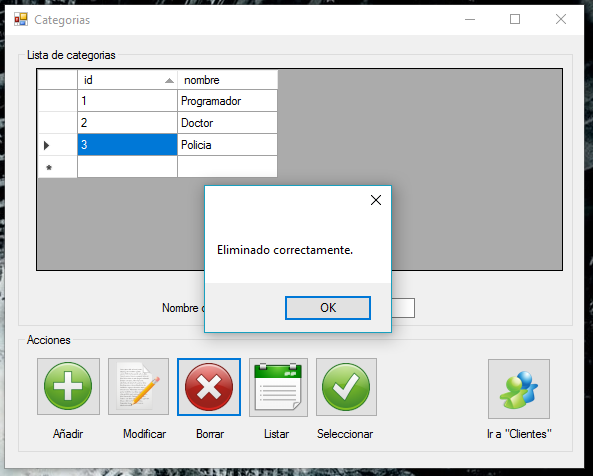 Categorias
Lista de categorias
id nombre
1 Programador
2 Doctor
3 Policia
Eliminado correctamente.
OK
Nombre
Acciones
Añadir Modificar Borrar Listar Seleccionar Ir a "Clientes"